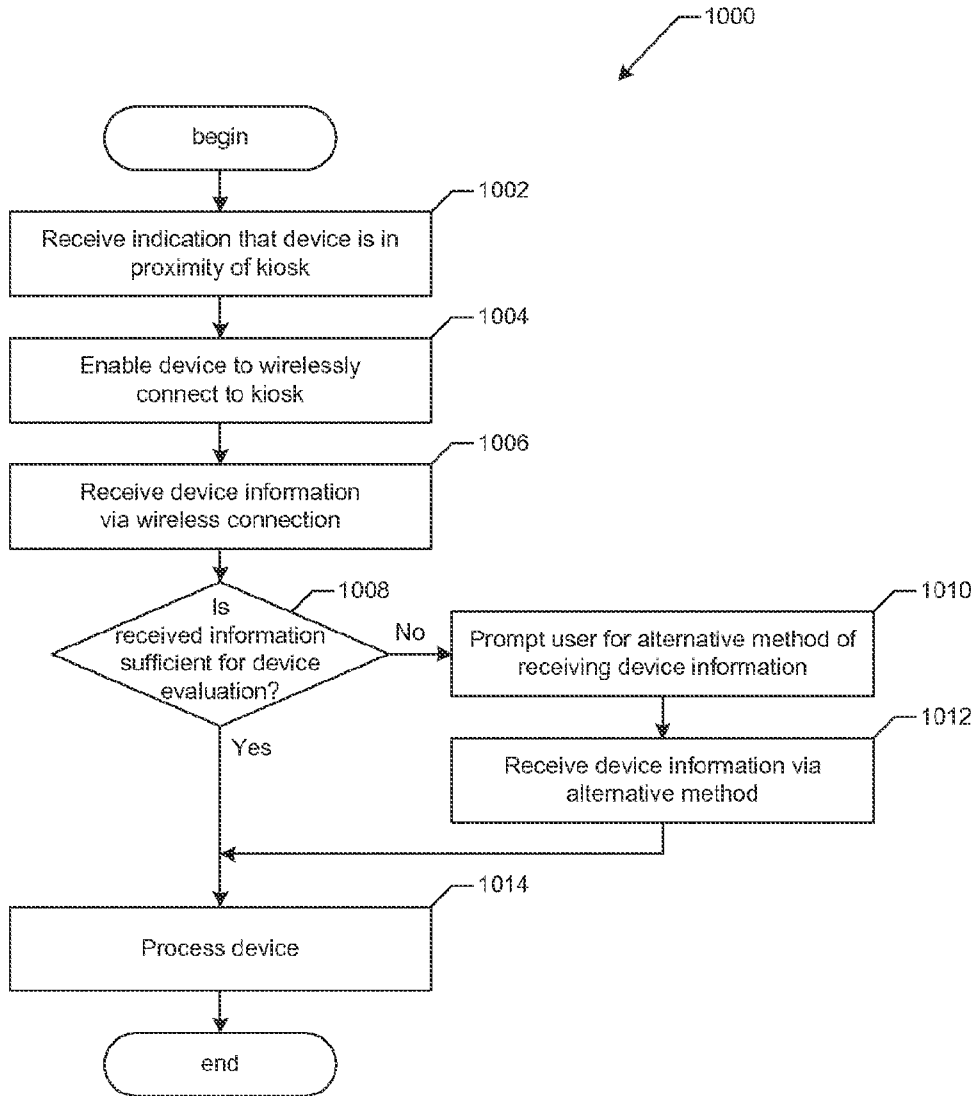 1000
begin
1002
Receive indication that device is in
proximity of kiosk
1004
Enable device to wirelessly
connect to kiosk
1006
Receive device information
via wireless connection
1008
Is
received information
sufficient for device
evaluation?
No
1010
Prompt user for alternative method of
receiving device information
1012
Receive device information via
alternative method
Yes
1014
Process device
end